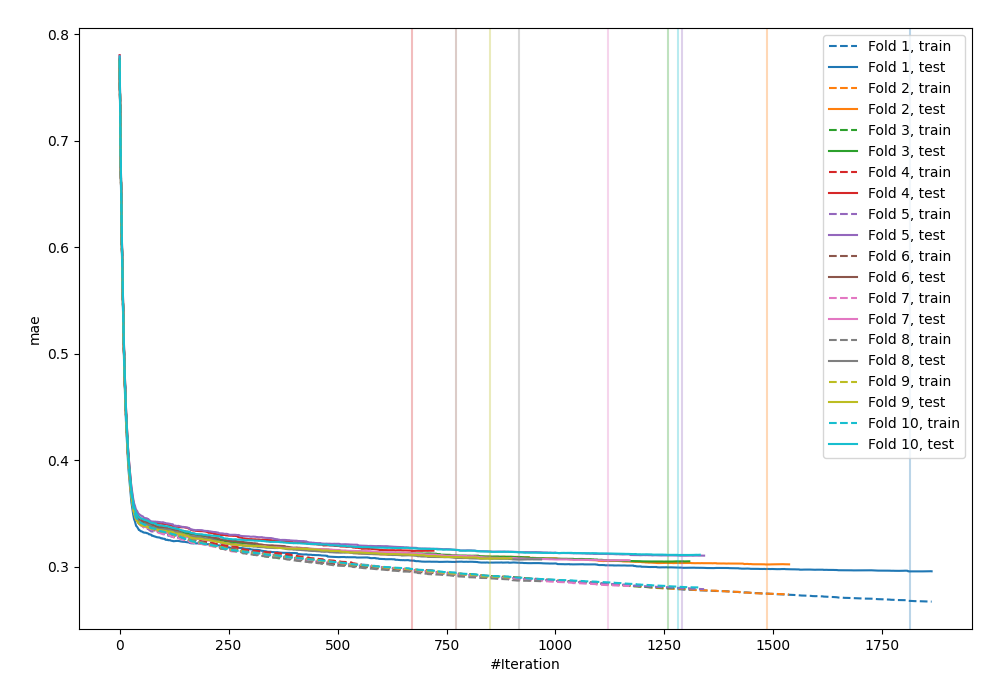 0.8
0.7
0.6
0.5
0.4
0.3
mae
0
250
500
750
1000
1250
1500
1750
#Iteration
Fold 1, train
Fold 1, test
Fold 2, train
Fold 2, test
Fold 3, train
Fold 3, test
Fold 4, train
Fold 4, test
Fold 5, train
Fold 5, test
Fold 6, train
Fold 6, test
Fold 7, train
Fold 7, test
Fold 8, train
Fold 8, test
Fold 9, train
Fold 9, test
Fold 10, train
Fold 10, test